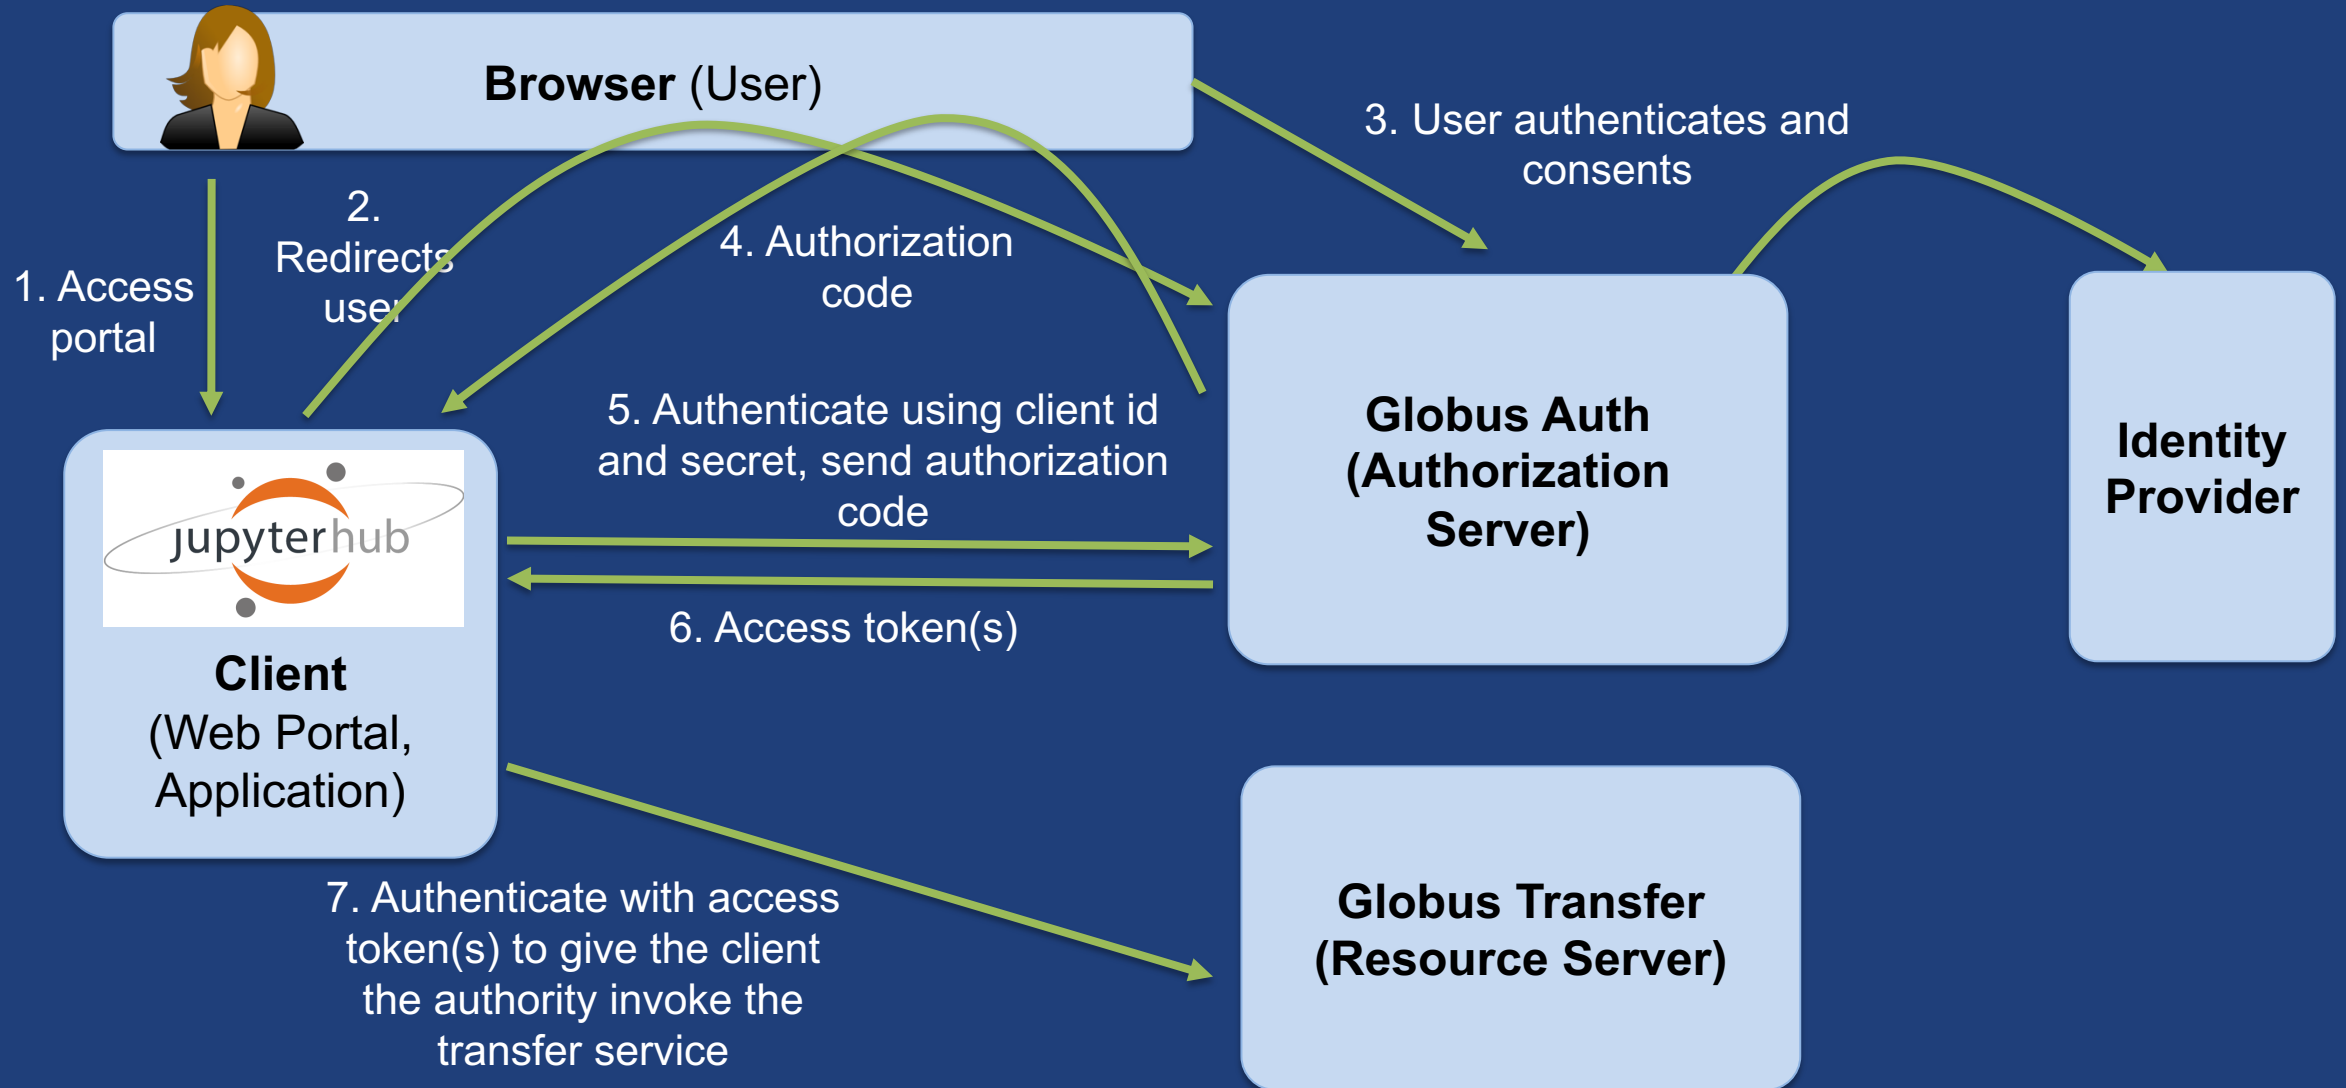 Browser (User)
3. User authenticates and
consents
2.
Redirects
user
4. Authorization
code
1. Access
portal
5. Authenticate using client id
and secret, send authorization
code
Globus Auth
(Authorization
Server)
Identity
Provider
jupyterhub
6. Access token(s)
Client
(Web Portal,
Application)
7. Authenticate with access
token(s) to give the client
the authority invoke the
transfer service
Globus Transfer
(Resource Server)